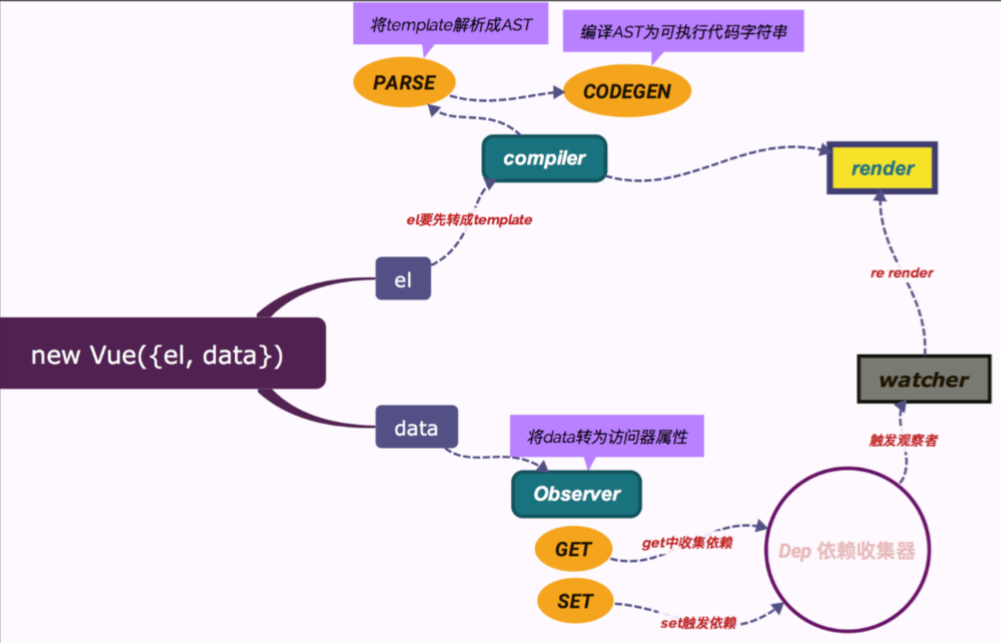 将template解析成AST
编译AST为可执行代码字符串
PARSE
CODEGEN
compiler
render
el要先转成template
re render
el
new Vue({el, data})
watcher
data
将data转为访问器属性
触发观察者
Observer
GET
get中收集依赖
Dep 依赖收集器
SET
set触发依赖